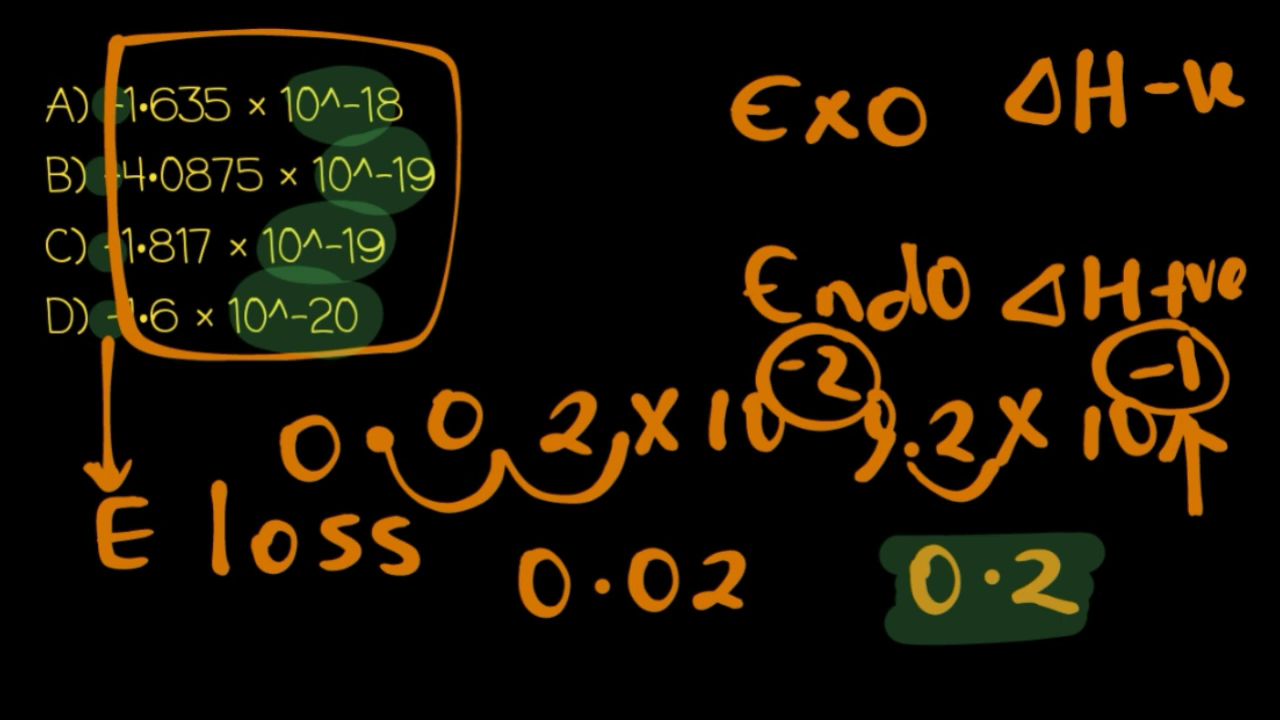 A) -1.635 × 10^-18
B) -4.0875 × 10^-19
C) -1.817 × 10^-19
D) -1.6 × 10^-20
Exo ΔH-ve
Endo ΔH+ve
0.02×10^-2
0.2×10^-1
E loss
0.02
0.2